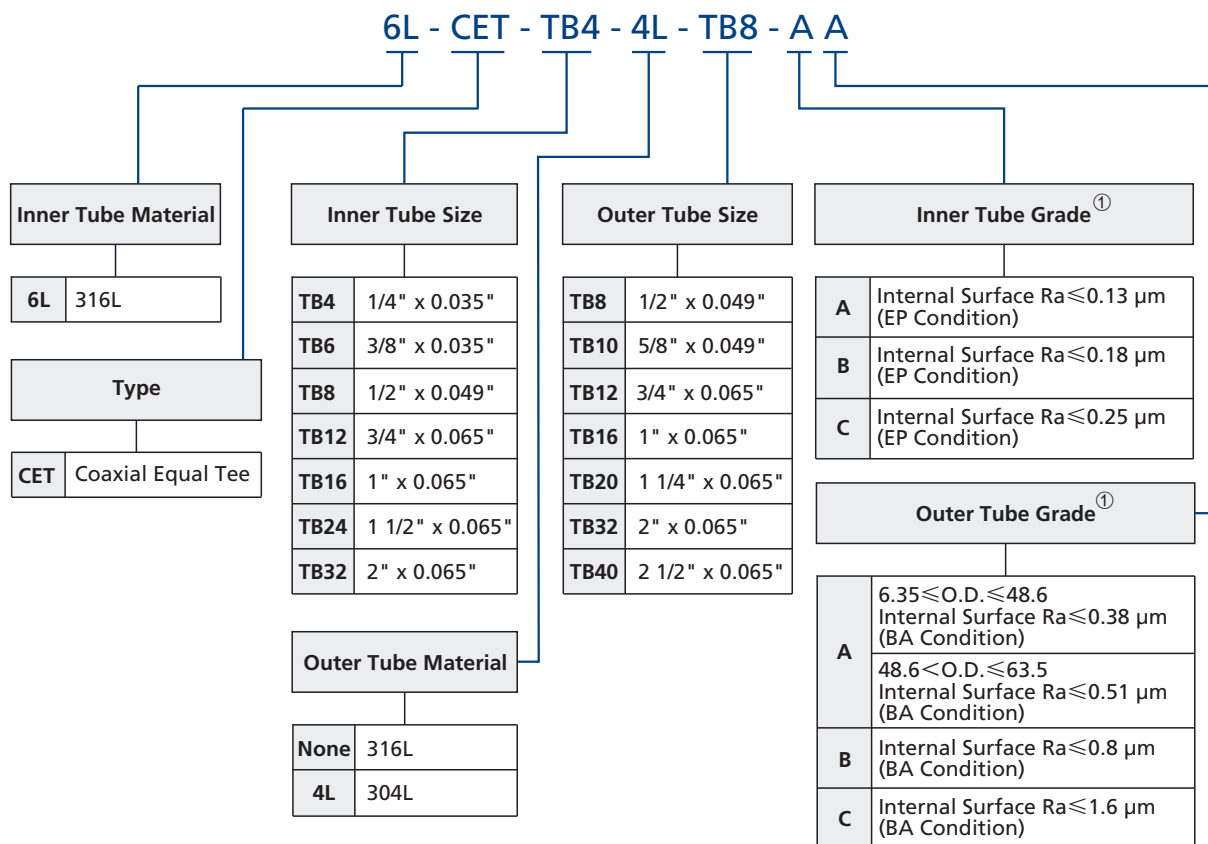 6L - CET - TB4 - 4L - TB8 - A A
Inner Tube Material
6L 316L
Type
CET Coaxial Equal Tee
Inner Tube Size
TB4 1/4" x 0.035"
TB6 3/8" x 0.035"
TB8 1/2" x 0.049"
TB12 3/4" x 0.065"
TB16 1" x 0.065"
TB24 1 1/2" x 0.065"
TB32 2" x 0.065"
Outer Tube Material
None 316L
4L 304L
Outer Tube Size
TB8 1/2" x 0.049"
TB10 5/8" x 0.049"
TB12 3/4" x 0.065"
TB16 1" x 0.065"
TB20 1 1/4" x 0.065"
TB32 2" x 0.065"
TB40 2 1/2" x 0.065"
Inner Tube Grade①
A Internal Surface Ra≤0.13 µm
(EP Condition)
B Internal Surface Ra≤0.18 µm
(EP Condition)
C Internal Surface Ra≤0.25 µm
(EP Condition)
Outer Tube Grade①
A
6.35≤O.D.≤48.6
Internal Surface Ra≤0.38 µm
(BA Condition)
48.6<O.D.≤63.5
Internal Surface Ra≤0.51 µm
(BA Condition)
B Internal Surface Ra≤0.8 µm
(BA Condition)
C Internal Surface Ra≤1.6 µm
(BA Condition)